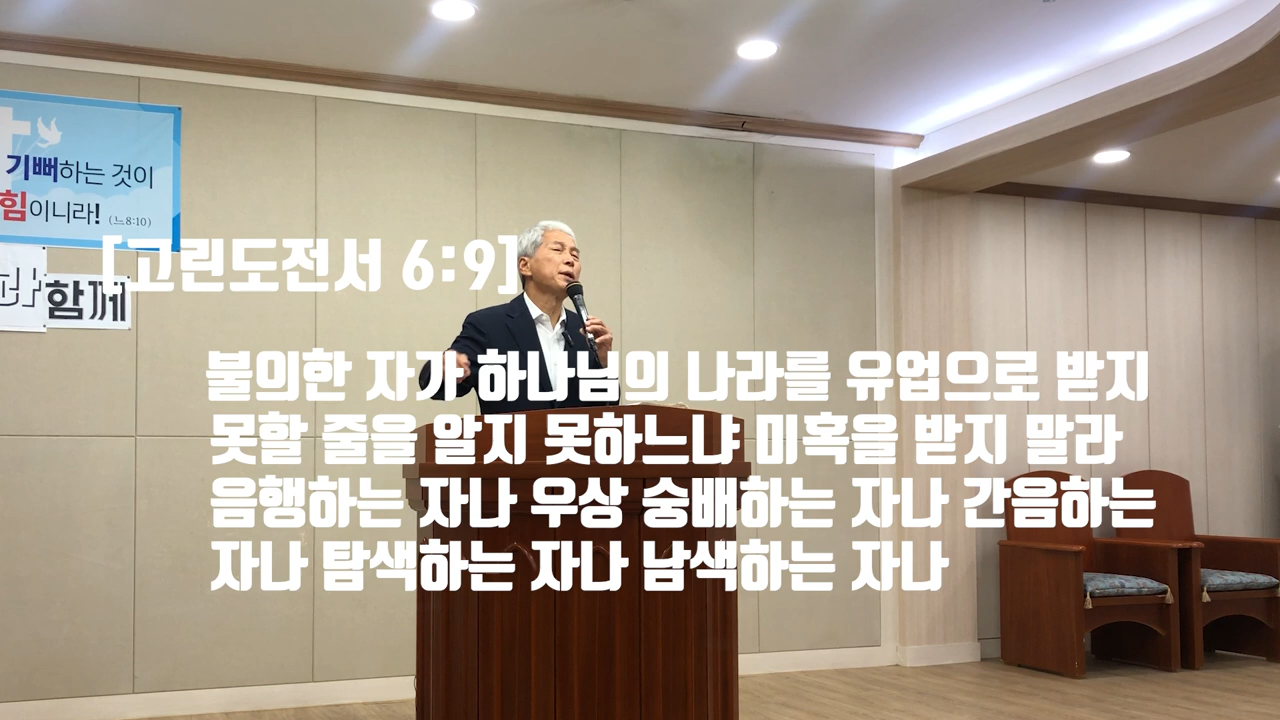 기뻐하는 것이
힘이니라! (느8:10)
[고린도전서 6:9]
함께
불의한 자가 하나님의 나라를 유업으로 받지
못할 줄을 알지 못하느냐 미혹을 받지 말라
음행하는 자나 우상 숭배하는 자나 간음하는
자나 탐색하는 자나 남색하는 자나